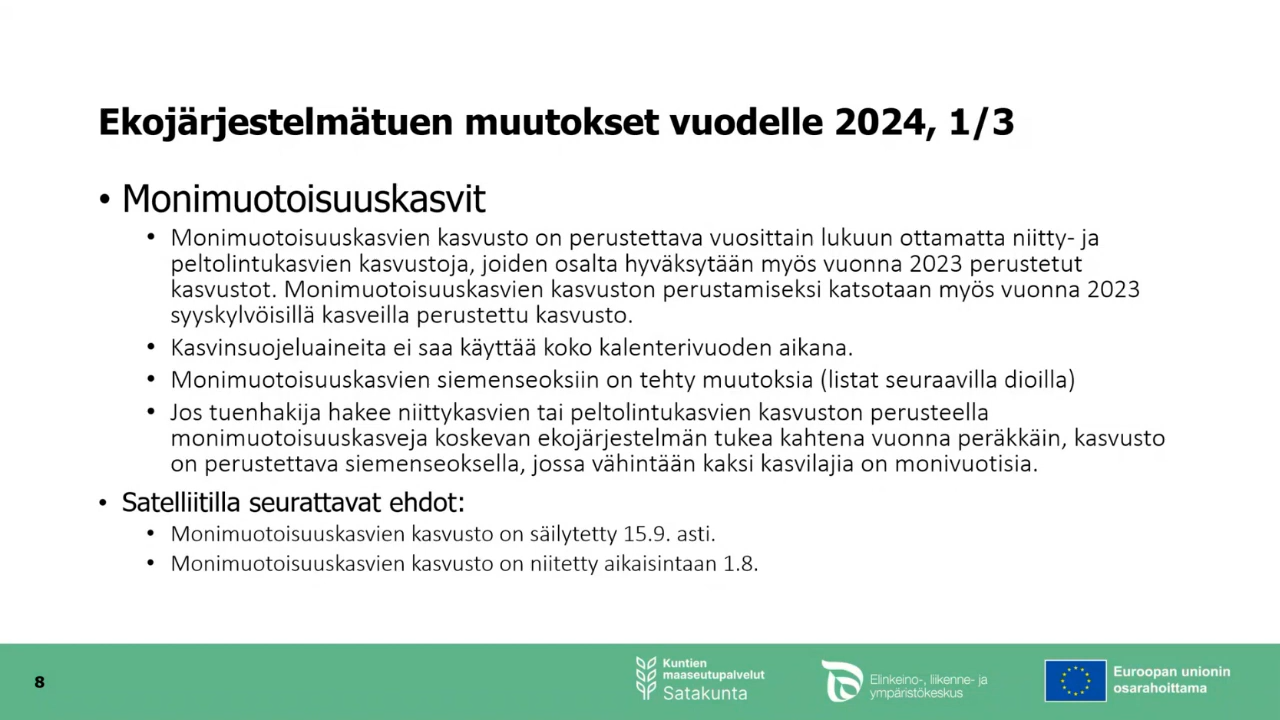 Ekojärjestelmätuen muutokset vuodelle 2024, 1/3
• Monimuotoisuuskasvit
• Monimuotoisuuskasvien kasvusto on perustettava vuosittain lukuun ottamatta niitty- ja
peltolintukasvien kasvustoja, joiden osalta hyväksytään myös vuonna 2023 perustetut
kasvustot. Monimuotoisuuskasvien kasvuston perustamiseksi katsotaan myös vuonna 2023
syyskylvöisillä kasveilla perustettu kasvusto.
• Kasvinsuojeluaineita ei saa käyttää koko kalenterivuoden aikana.
• Monimuotoisuuskasvien siemenseoksiin on tehty muutoksia (listat seuraavilla dioilla)
• Jos tuenhakija hakee niittykasvien tai peltolintukasvien kasvuston perusteella
monimuotoisuuskasveja koskevan ekojärjestelmän tukea kahtena vuonna peräkkäin, kasvusto
on perustettava siemenseoksella, jossa vähintään kaksi kasvilajia on monivuotisia.
• Satelliitilla seurattavat ehdot:
• Monimuotoisuuskasvien kasvusto on säilytetty 15.9. asti.
• Monimuotoisuuskasvien kasvusto on niitetty aikaisintaan 1.8.
8
Kuntien
maaseutupalvelut
Satakunta
Elinkeino-, liikenne- ja
ympäristökeskus
Euroopan unionin
osarahoittama